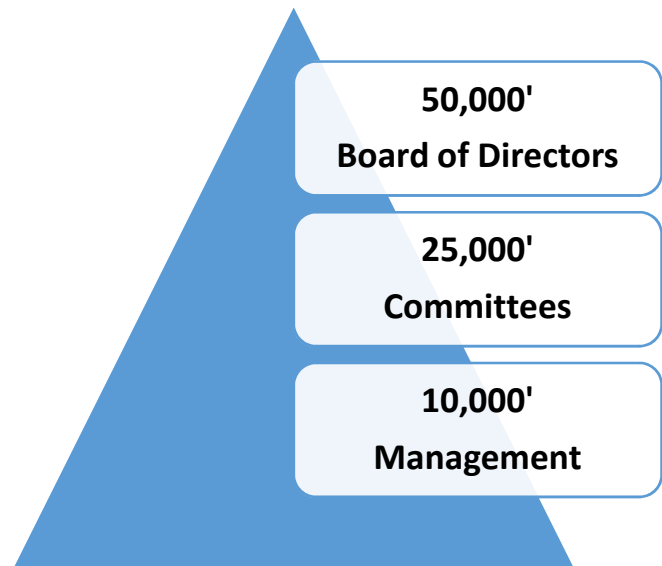 50,000'
Board of Directors
25,000'
Committees
10,000'
Management